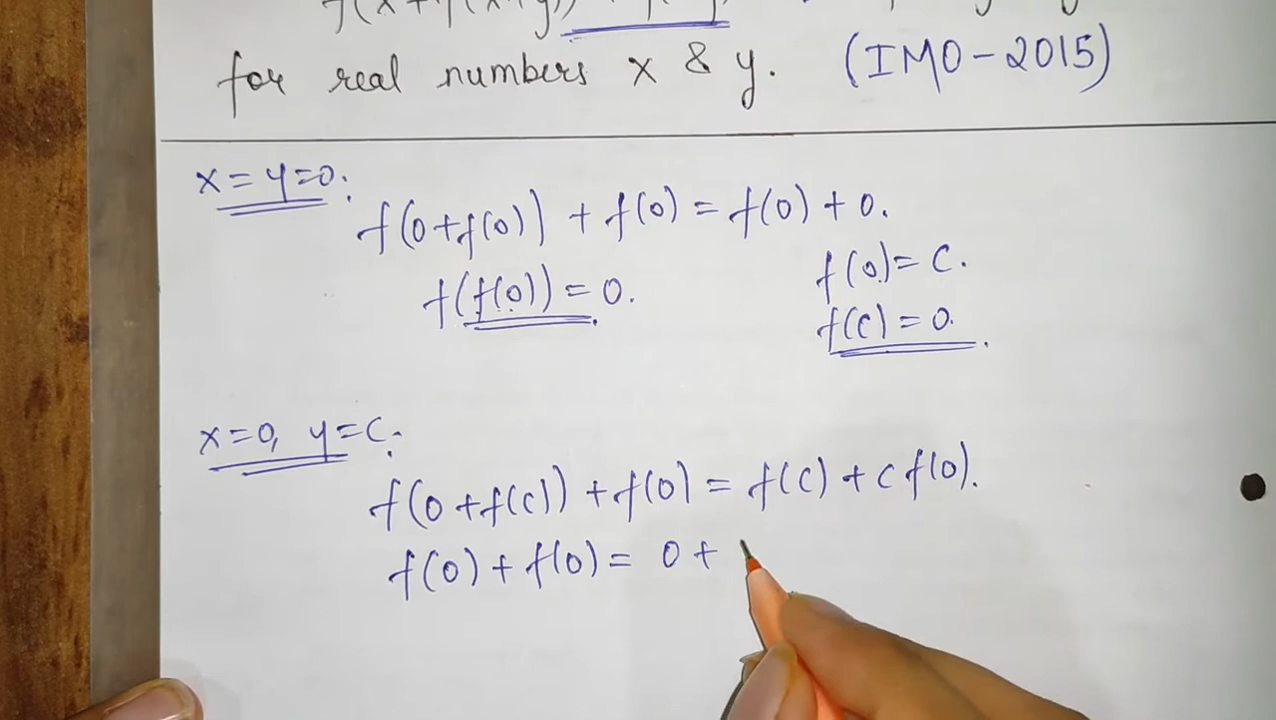 for real numbers x & y. (IMO-2015)
x=y=0:
f(0+f(0)) + f(0) = f(0) + 0.
f(f(0)) = 0.
f(0) = C.
f(C) = 0.
x=0, y=C:
f(0+f(C)) + f(0) = f(C) + C f(0).
f(0) + f(0) = 0 +